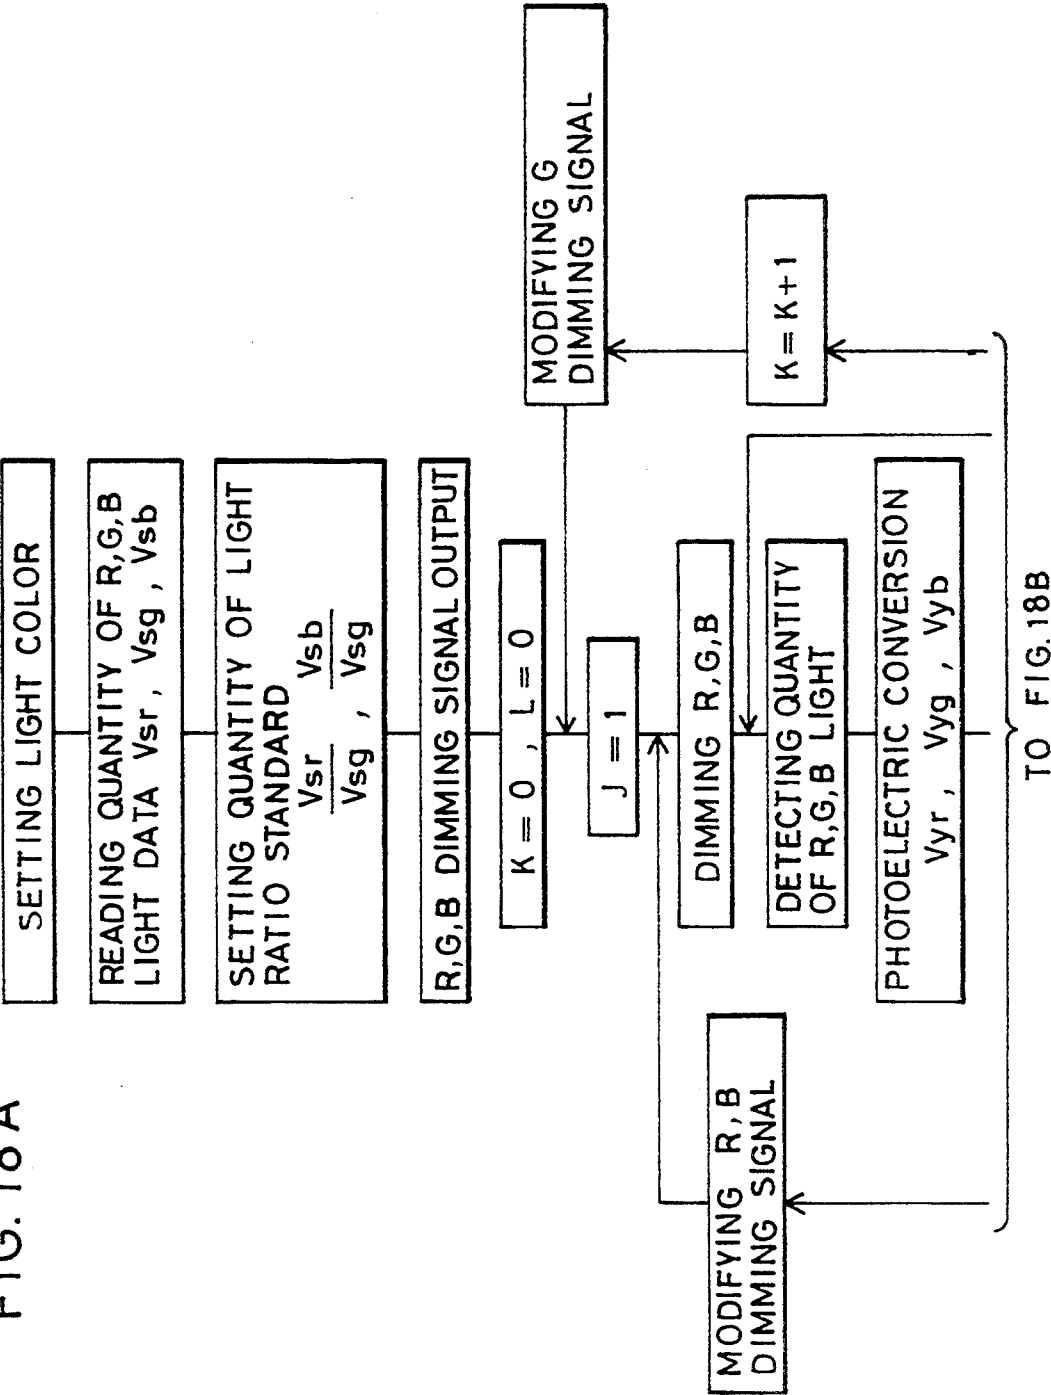 FIG. 18A
SETTING LIGHT COLOR
READING QUANTITY OF R,G,B
LIGHT DATA Vsr, Vsg, Vsb
SETTING QUANTITY OF LIGHT
RATIO STANDARD
Vsr Vsb
Vsg , Vsg
R,G,B DIMMING SIGNAL OUTPUT
K = 0 , L = 0
MODIFYING G
DIMMING SIGNAL
J = 1
DIMMING R,G,B
K = K+1
MODIFYING R,B
DIMMING SIGNAL
DETECTING QUANTITY
OF R,G,B LIGHT
PHOTOELECTRIC CONVERSION
Vyr, Vyg, Vyb
TO FIG. 18B